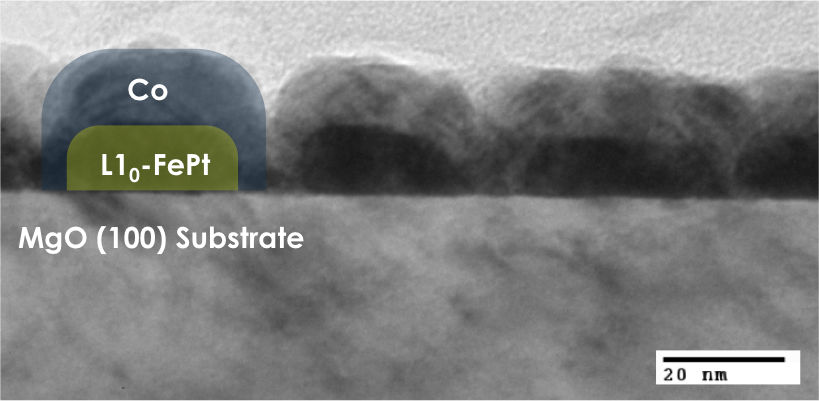 Co
L1₀-FePt
MgO (100) Substrate
20 nm